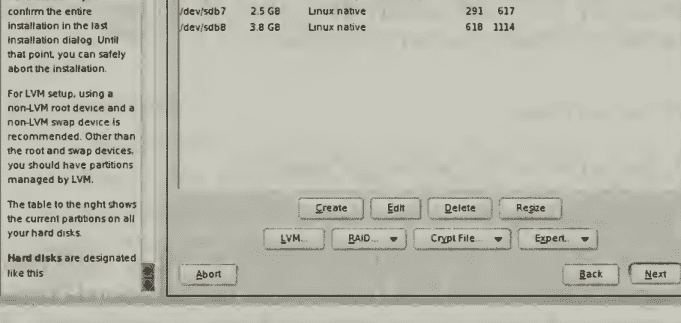 confirm the entire
installation in the last
installation dialog Until
that point, you can safely
abort the installation.
For LVM setup, using a
non-LVM root device and a
non-LVM swap device is
recommended. Other than
the root and swap devices,
you should have partitions
managed by LVM.
The table to the right shows
the current partitions on all
your hard disks.
Hard disks are designated
like this
/dev/sdb7 2.5 GB Linux native 291 617
/dev/sdb8 3.8 GB Linux native 618 1114
Create Edit Delete Resize
LVM... RAID... Crypt File... Expert..
Abort Back Next